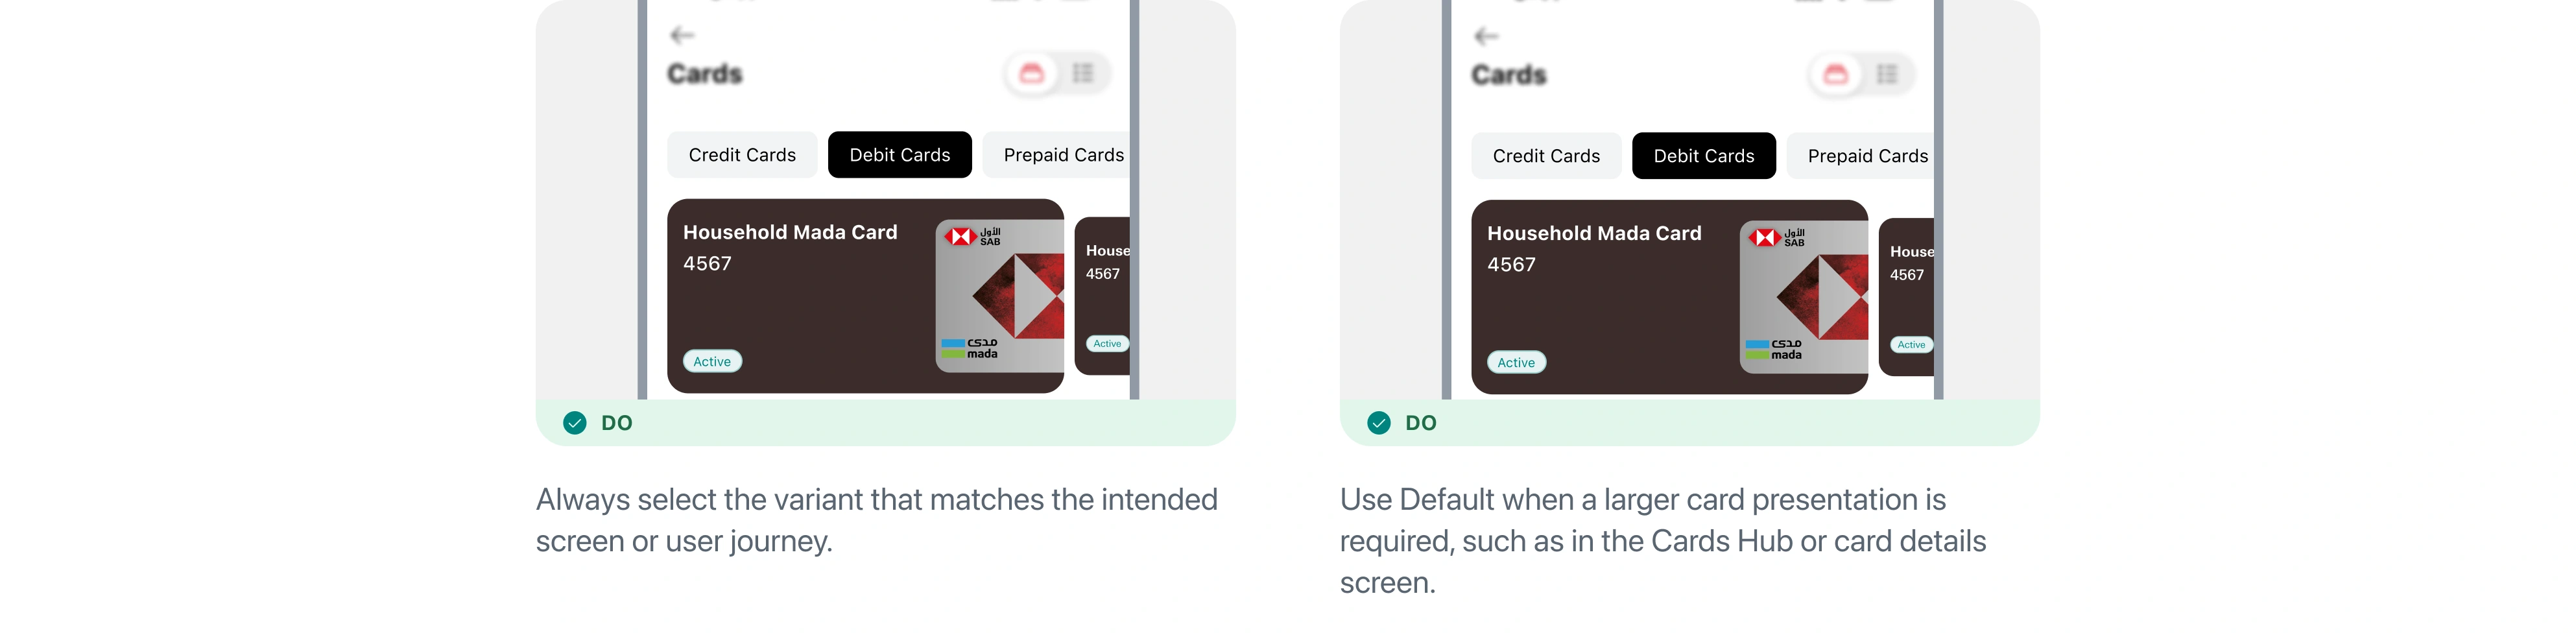 Cards
Credit Cards
Debit Cards
Prepaid Cards
Household Mada Card
4567
الأول
SAB
مدى
mada
Active
House
4567
Active
DO
Always select the variant that matches the intended
screen or user journey.
Cards
Credit Cards
Debit Cards
Prepaid Cards
Household Mada Card
4567
الأول
SAB
مدى
mada
Active
House
4567
Active
DO
Use Default when a larger card presentation is
required, such as in the Cards Hub or card details
screen.